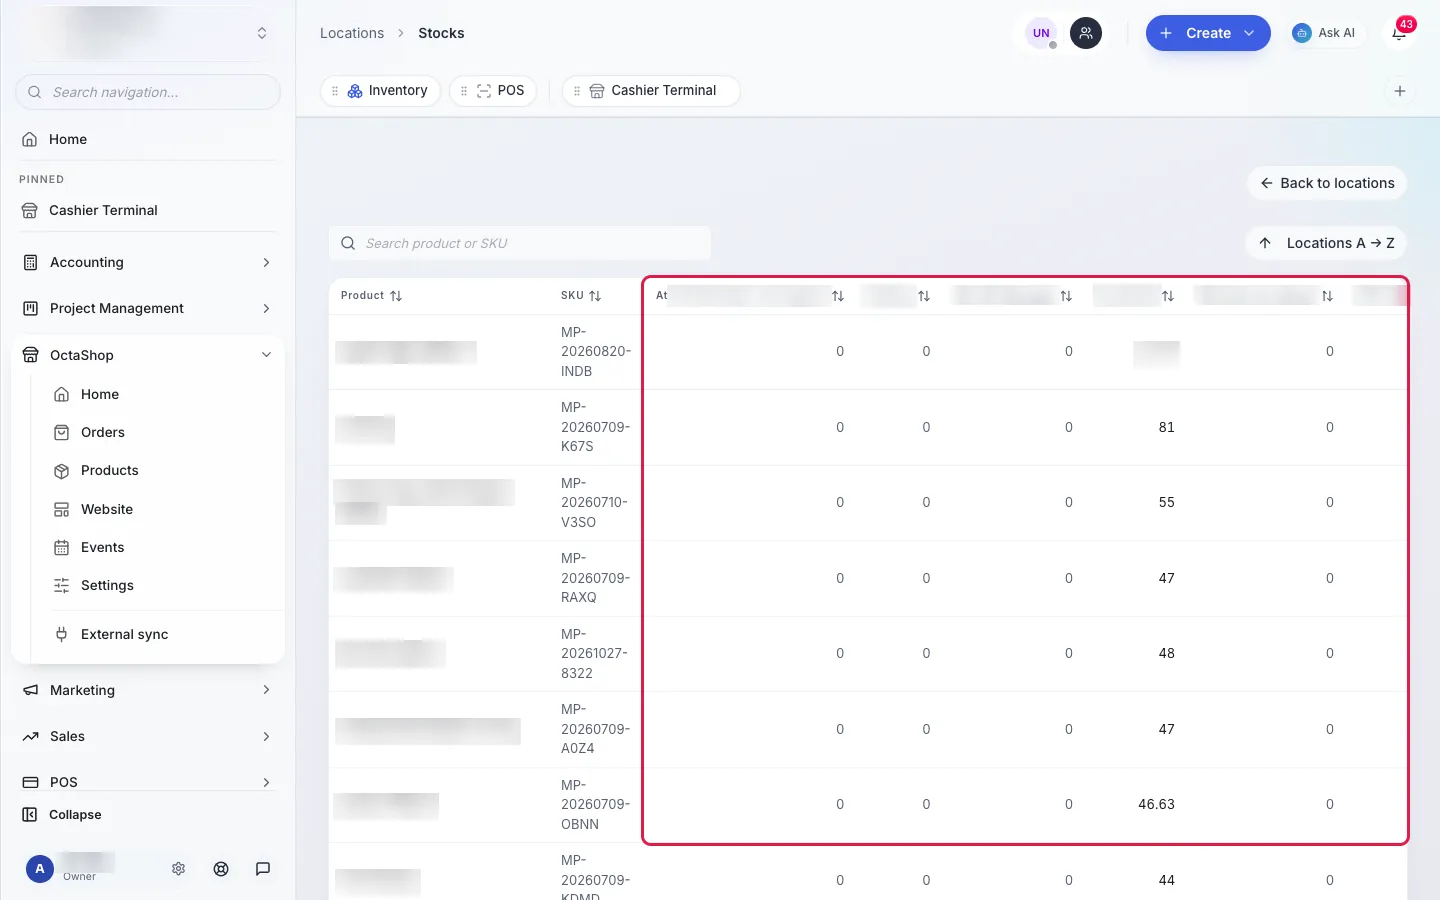 Locations > Stocks
UN
Create
Ask AI
43
Search navigation...
Inventory
POS
Cashier Terminal
Home
PINNED
Cashier Terminal
Accounting
Project Management
OctaShop
Home
Orders
Products
Website
Events
Settings
External sync
Marketing
Sales
POS
Collapse
A
Owner
Back to locations
Search product or SKU
Locations A → Z
Product SKU At
MP-
20260820-
INDB
0 0 0 0
MP-
20260709-
K67S
0 0 0 81 0
MP-
20260710-
V3SO
0 0 0 55 0
MP-
20260709-
RAXQ
0 0 0 47 0
MP-
20261027-
8322
0 0 0 48 0
MP-
20260709-
A0Z4
0 0 0 47 0
MP-
20260709-
OBNN
0 0 0 46.63 0
MP-
20260709-
KDMD
0 0 0 44 0